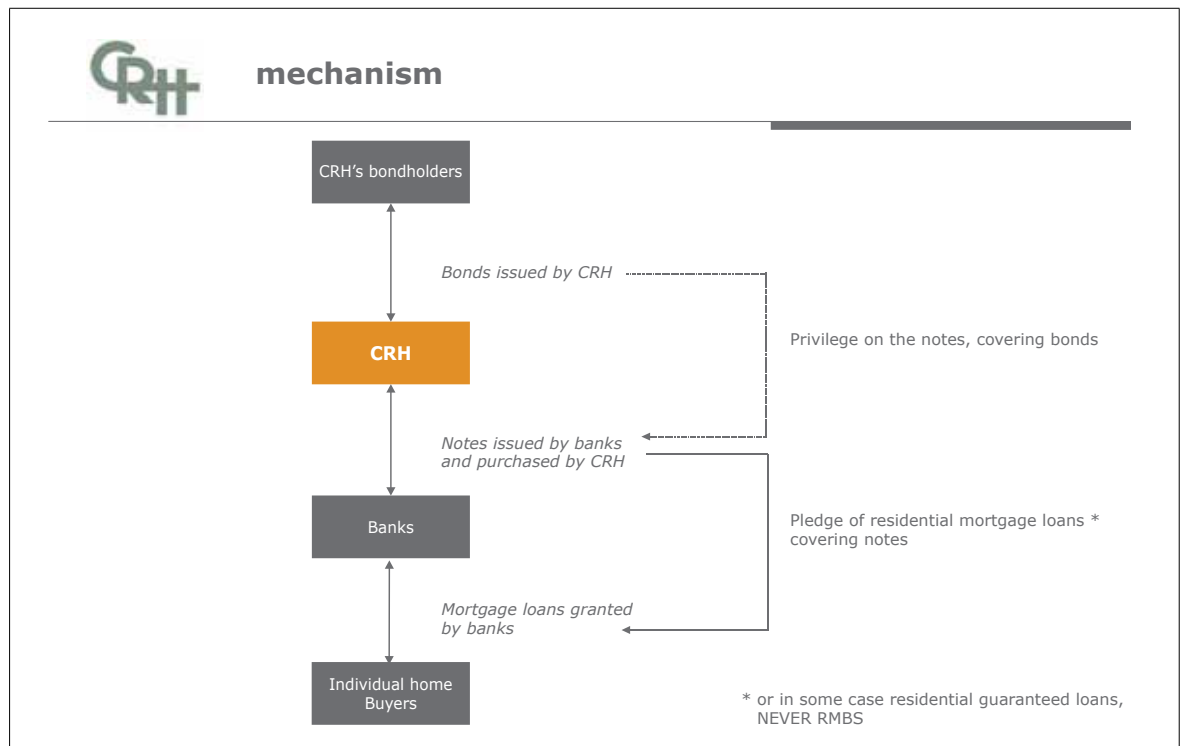 CRH mechanism
CRH's bondholders
Bonds issued by CRH
Privilege on the notes, covering bonds
CRH
Notes issued by banks
and purchased by CRH
Pledge of residential mortgage loans *
covering notes
Banks
Mortgage loans granted
by banks
Individual home
Buyers
* or in some case residential guaranteed loans,
NEVER RMBS